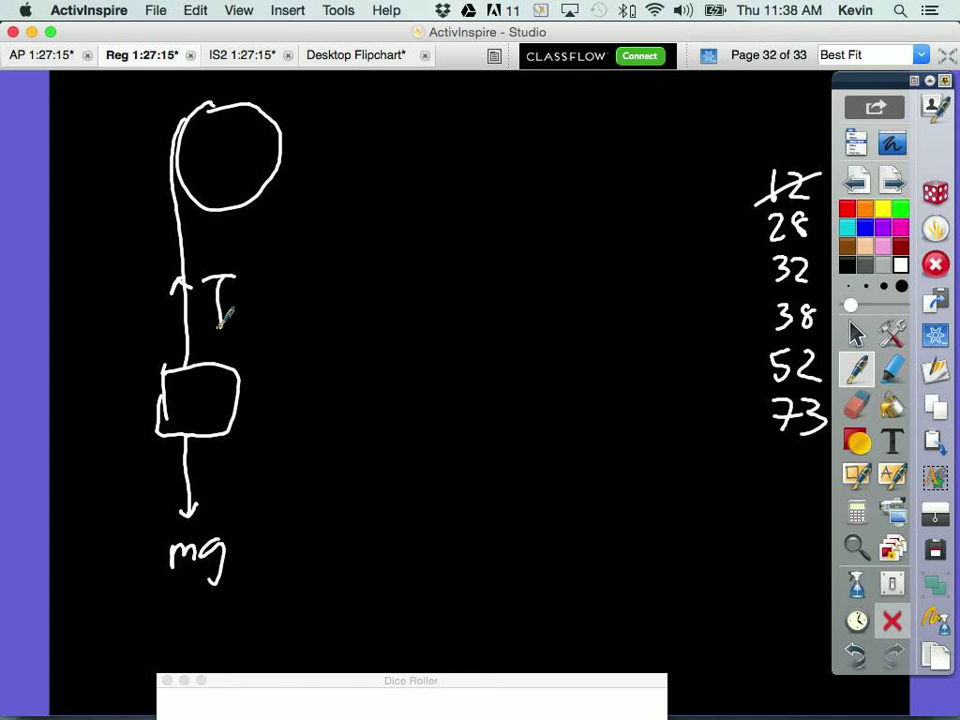 ActivInspire File Edit View Insert Tools Help 11 Thu 11:38 AM Kevin
ActivInspire - Studio
AP 1:27:15* Reg 1:27:15* IS2 1:27:15* Desktop Flipchart* CLASSFLOW Connect Page 32 of 33 Best Fit
12
28
32
38
52
73
T
mg
T
Dice Roller